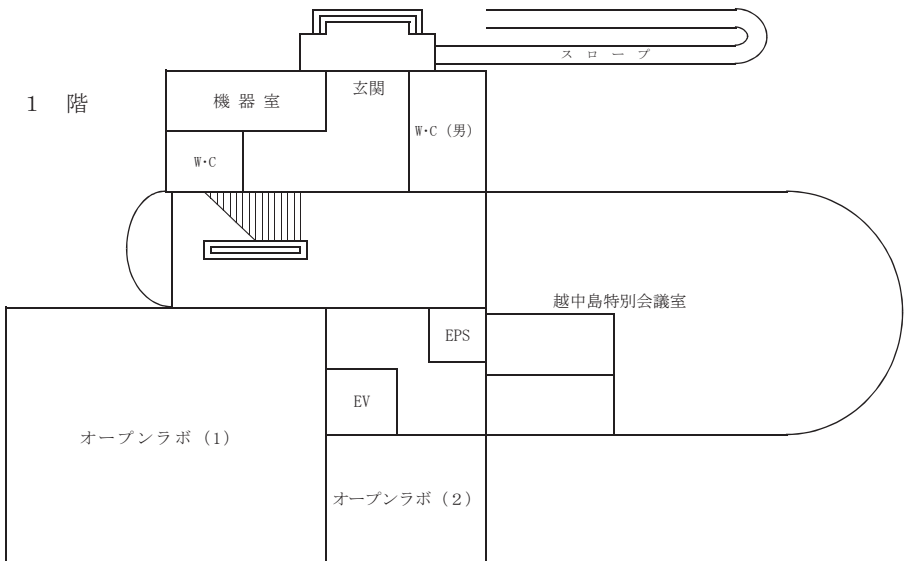 スロープ
玄関
機器室
1 階
W･C (男)
W･C
越中島特別会議室
EPS
EV
オープンラボ (1)
オープンラボ (2)